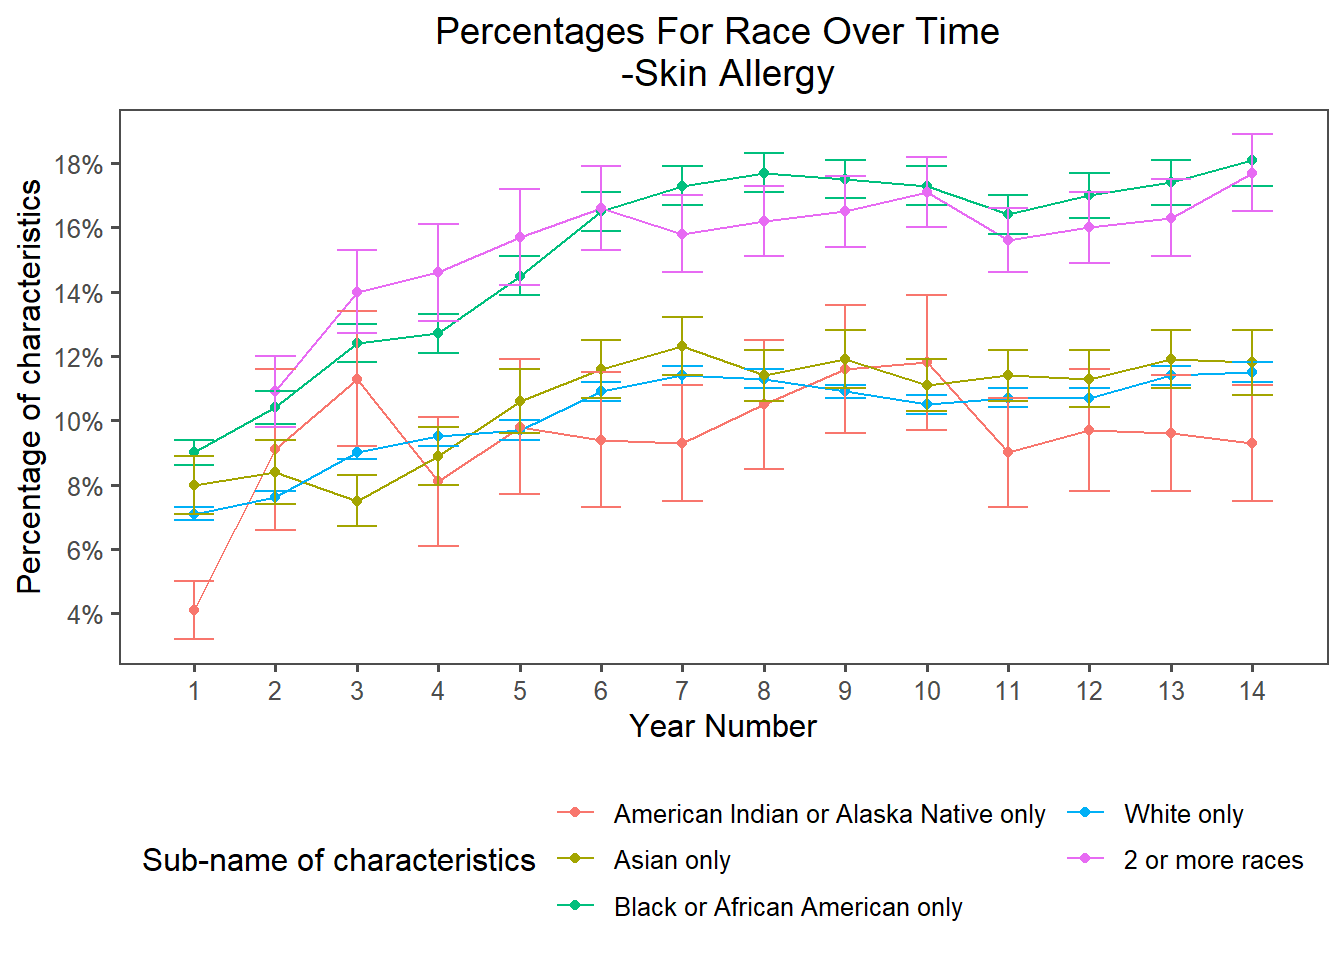 Percentages For Race Over Time
-Skin Allergy
Percentage of characteristics
18%
16%
14%
12%
10%
8%
6%
4%
1 2 3 4 5 6 7 8 9 10 11 12 13 14
Year Number
Sub-name of characteristics
American Indian or Alaska Native only
Asian only
Black or African American only
White only
2 or more races